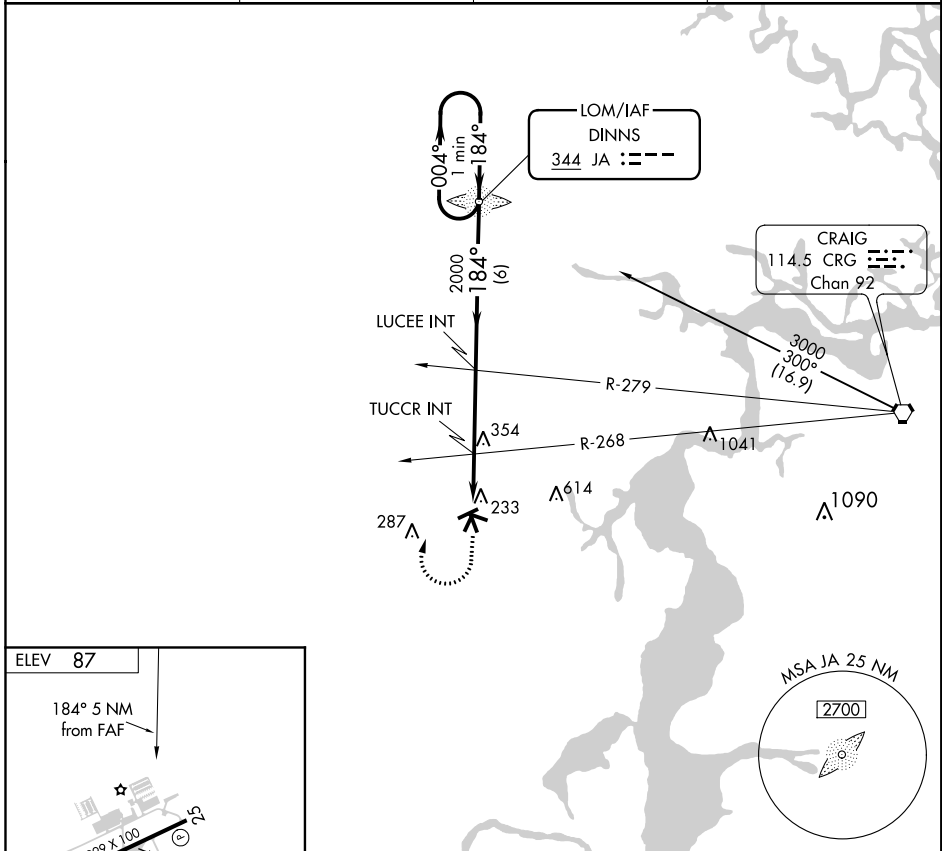 LOM/IAF
DINNS
344 JA
004°
1 min
184°
2000
184°
(6)
CRAIG
114.5 CRG
Chan 92
LUCEE INT
3000
300°
(16.9)
R-279
TUCCR INT
354
R-268
1041
233
614
1090
287
ELEV 87
184° 5 NM
from FAF
MSA JA 25 NM
2700
25
P
X 100